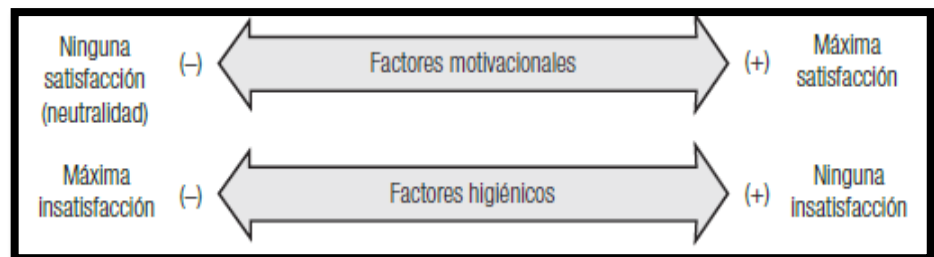 Ninguna
satisfacción
(neutralidad)
(–)
Factores motivacionales
(+)
Máxima
satisfacción
Máxima
insatisfacción
(–)
Factores higiénicos
(+)
Ninguna
insatisfacción